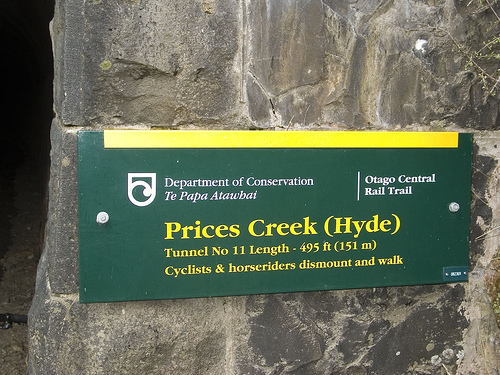 Department of Conservation
Te Papa Atawhai
Otago Central
Rail Trail
Prices Creek (Hyde)
Tunnel No 11 Length - 495 ft (151 m)
Cyclists & horseriders dismount and walk